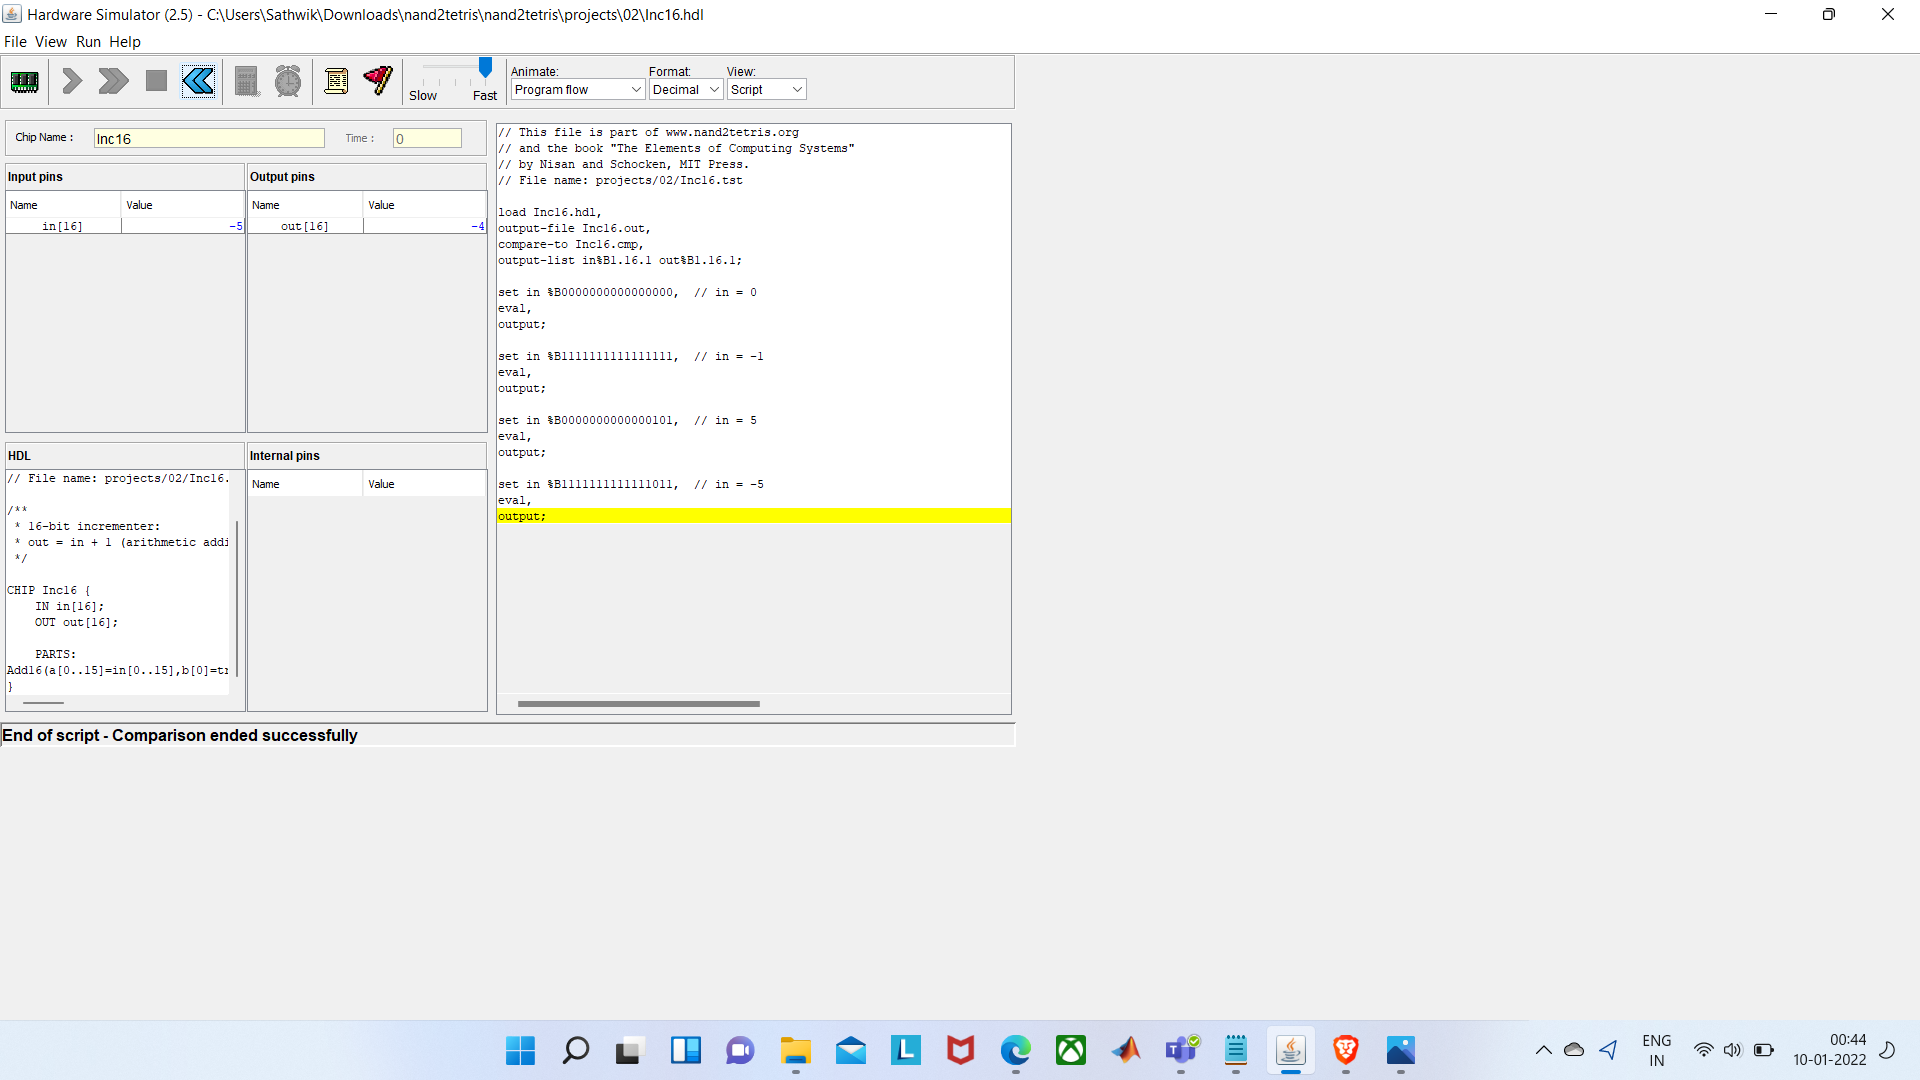 Hardware Simulator (2.5) - C:\Users\Sathwik\Downloads\nand2tetris\nand2tetris\projects\02\Inc16.hdl
File View Run Help
Slow Fast
Animate: Format: View:
Program flow Decimal Script
Chip Name : Inc16 Time : 0
Input pins Output pins
Name Value Name Value
in[16] -5 out[16] -4
HDL Internal pins
Name Value
// File name: projects/02/Inc16.

/**
* 16-bit incrementer:
* out = in + 1 (arithmetic addi
*/

CHIP Inc16 {
IN in[16];
OUT out[16];

PARTS:
Add16(a[0..15]=in[0..15],b[0]=tr
}
// This file is part of www.nand2tetris.org
// and the book "The Elements of Computing Systems"
// by Nisan and Schocken, MIT Press.
// File name: projects/02/Inc16.tst

load Inc16.hdl,
output-file Inc16.out,
compare-to Inc16.cmp,
output-list in%B1.16.1 out%B1.16.1;

set in %B0000000000000000,  // in = 0
eval,
output;

set in %B1111111111111111,  // in = -1
eval,
output;

set in %B0000000000000101,  // in = 5
eval,
output;

set in %B1111111111111011,  // in = -5
eval,
output;
End of script - Comparison ended successfully
L
ENG
IN
00:44
10-01-2022